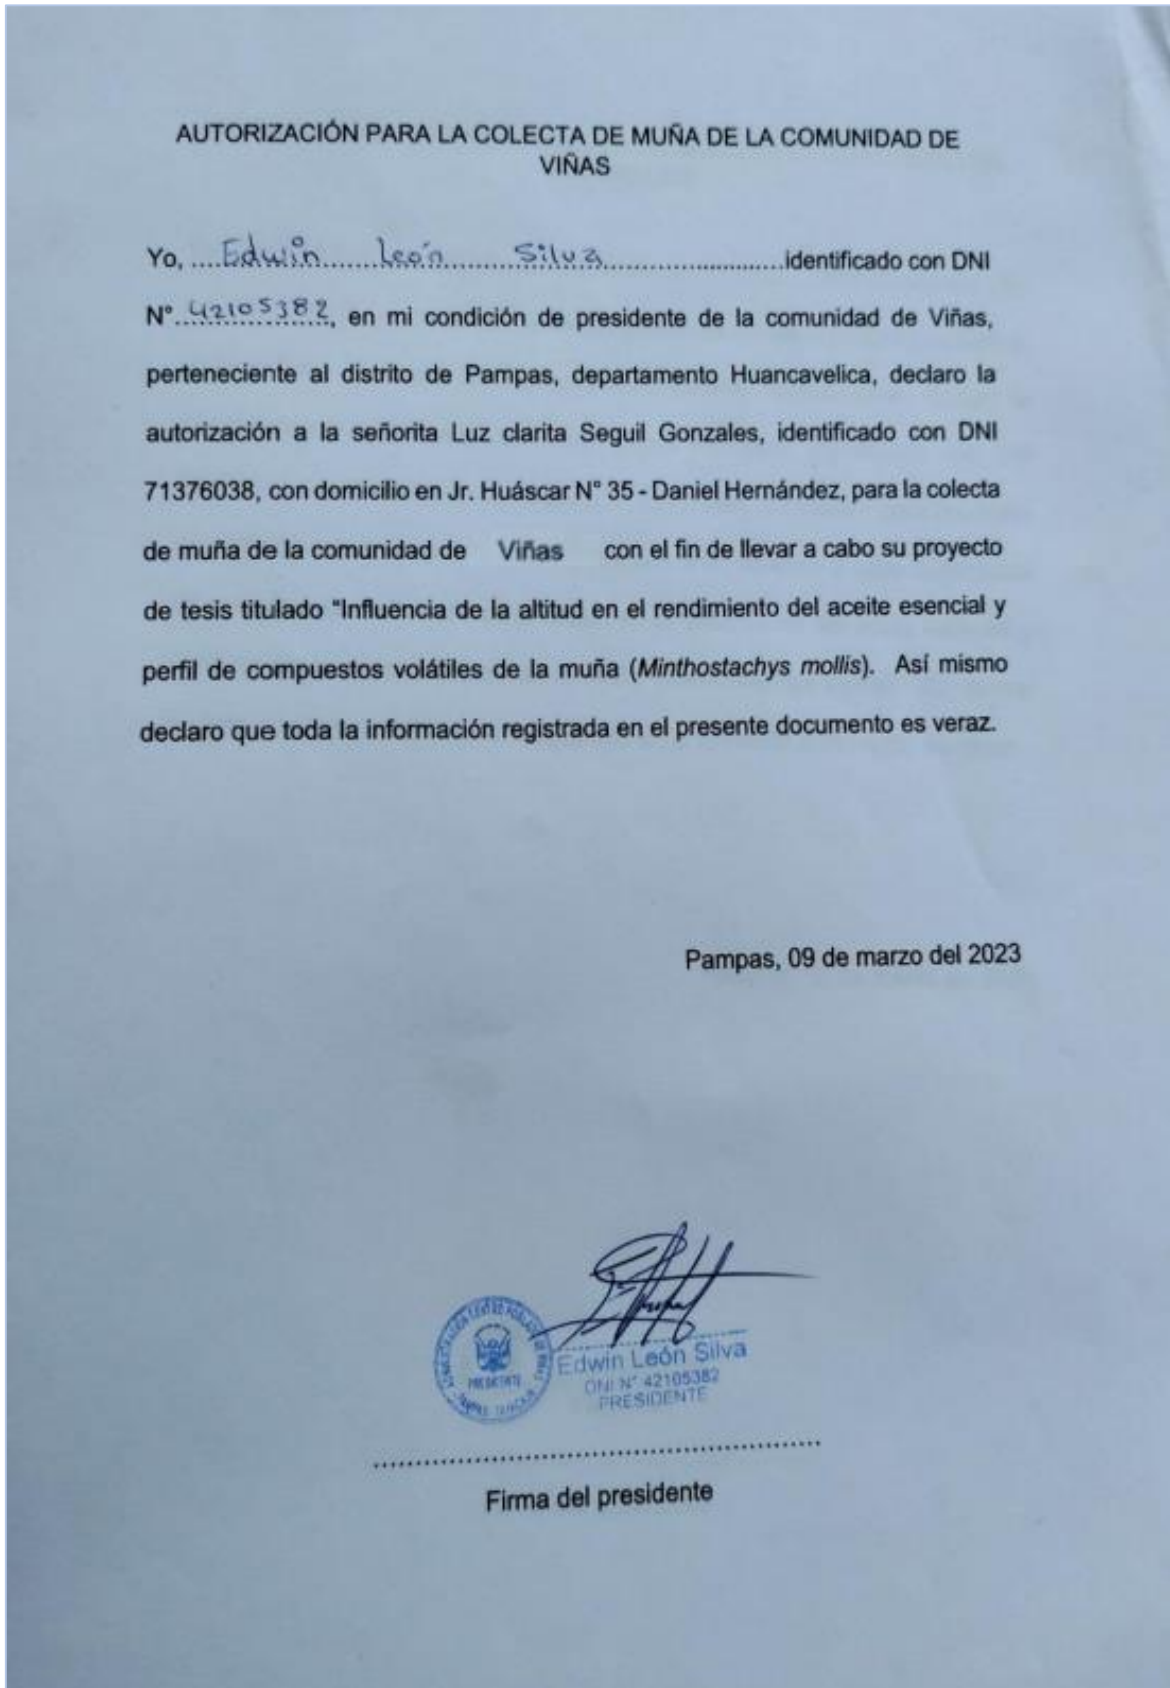 AUTORIZACIÓN PARA LA COLECTA DE MUÑA DE LA COMUNIDAD DE
VIÑAS
Yo, ....Edwin......León......Silva..............................identificado con DNI
N°.42105382, en mi condición de presidente de la comunidad de Viñas,
perteneciente al distrito de Pampas, departamento Huancavelica, declaro la
autorización a la señorita Luz clarita Seguil Gonzales, identificado con DNI
71376038, con domicilio en Jr. Huáscar N° 35 - Daniel Hernández, para la colecta
de muña de la comunidad de Viñas con el fin de llevar a cabo su proyecto
de tesis titulado "Influencia de la altitud en el rendimiento del aceite esencial y
perfil de compuestos volátiles de la muña (Minthostachys mollis). Así mismo
declaro que toda la información registrada en el presente documento es veraz.
Pampas, 09 de marzo del 2023
CENTRO POBLADO DE VIÑAS
PRESIDENTE
Edwin León Silva
DNI N° 42105382
PRESIDENTE
Firma del presidente